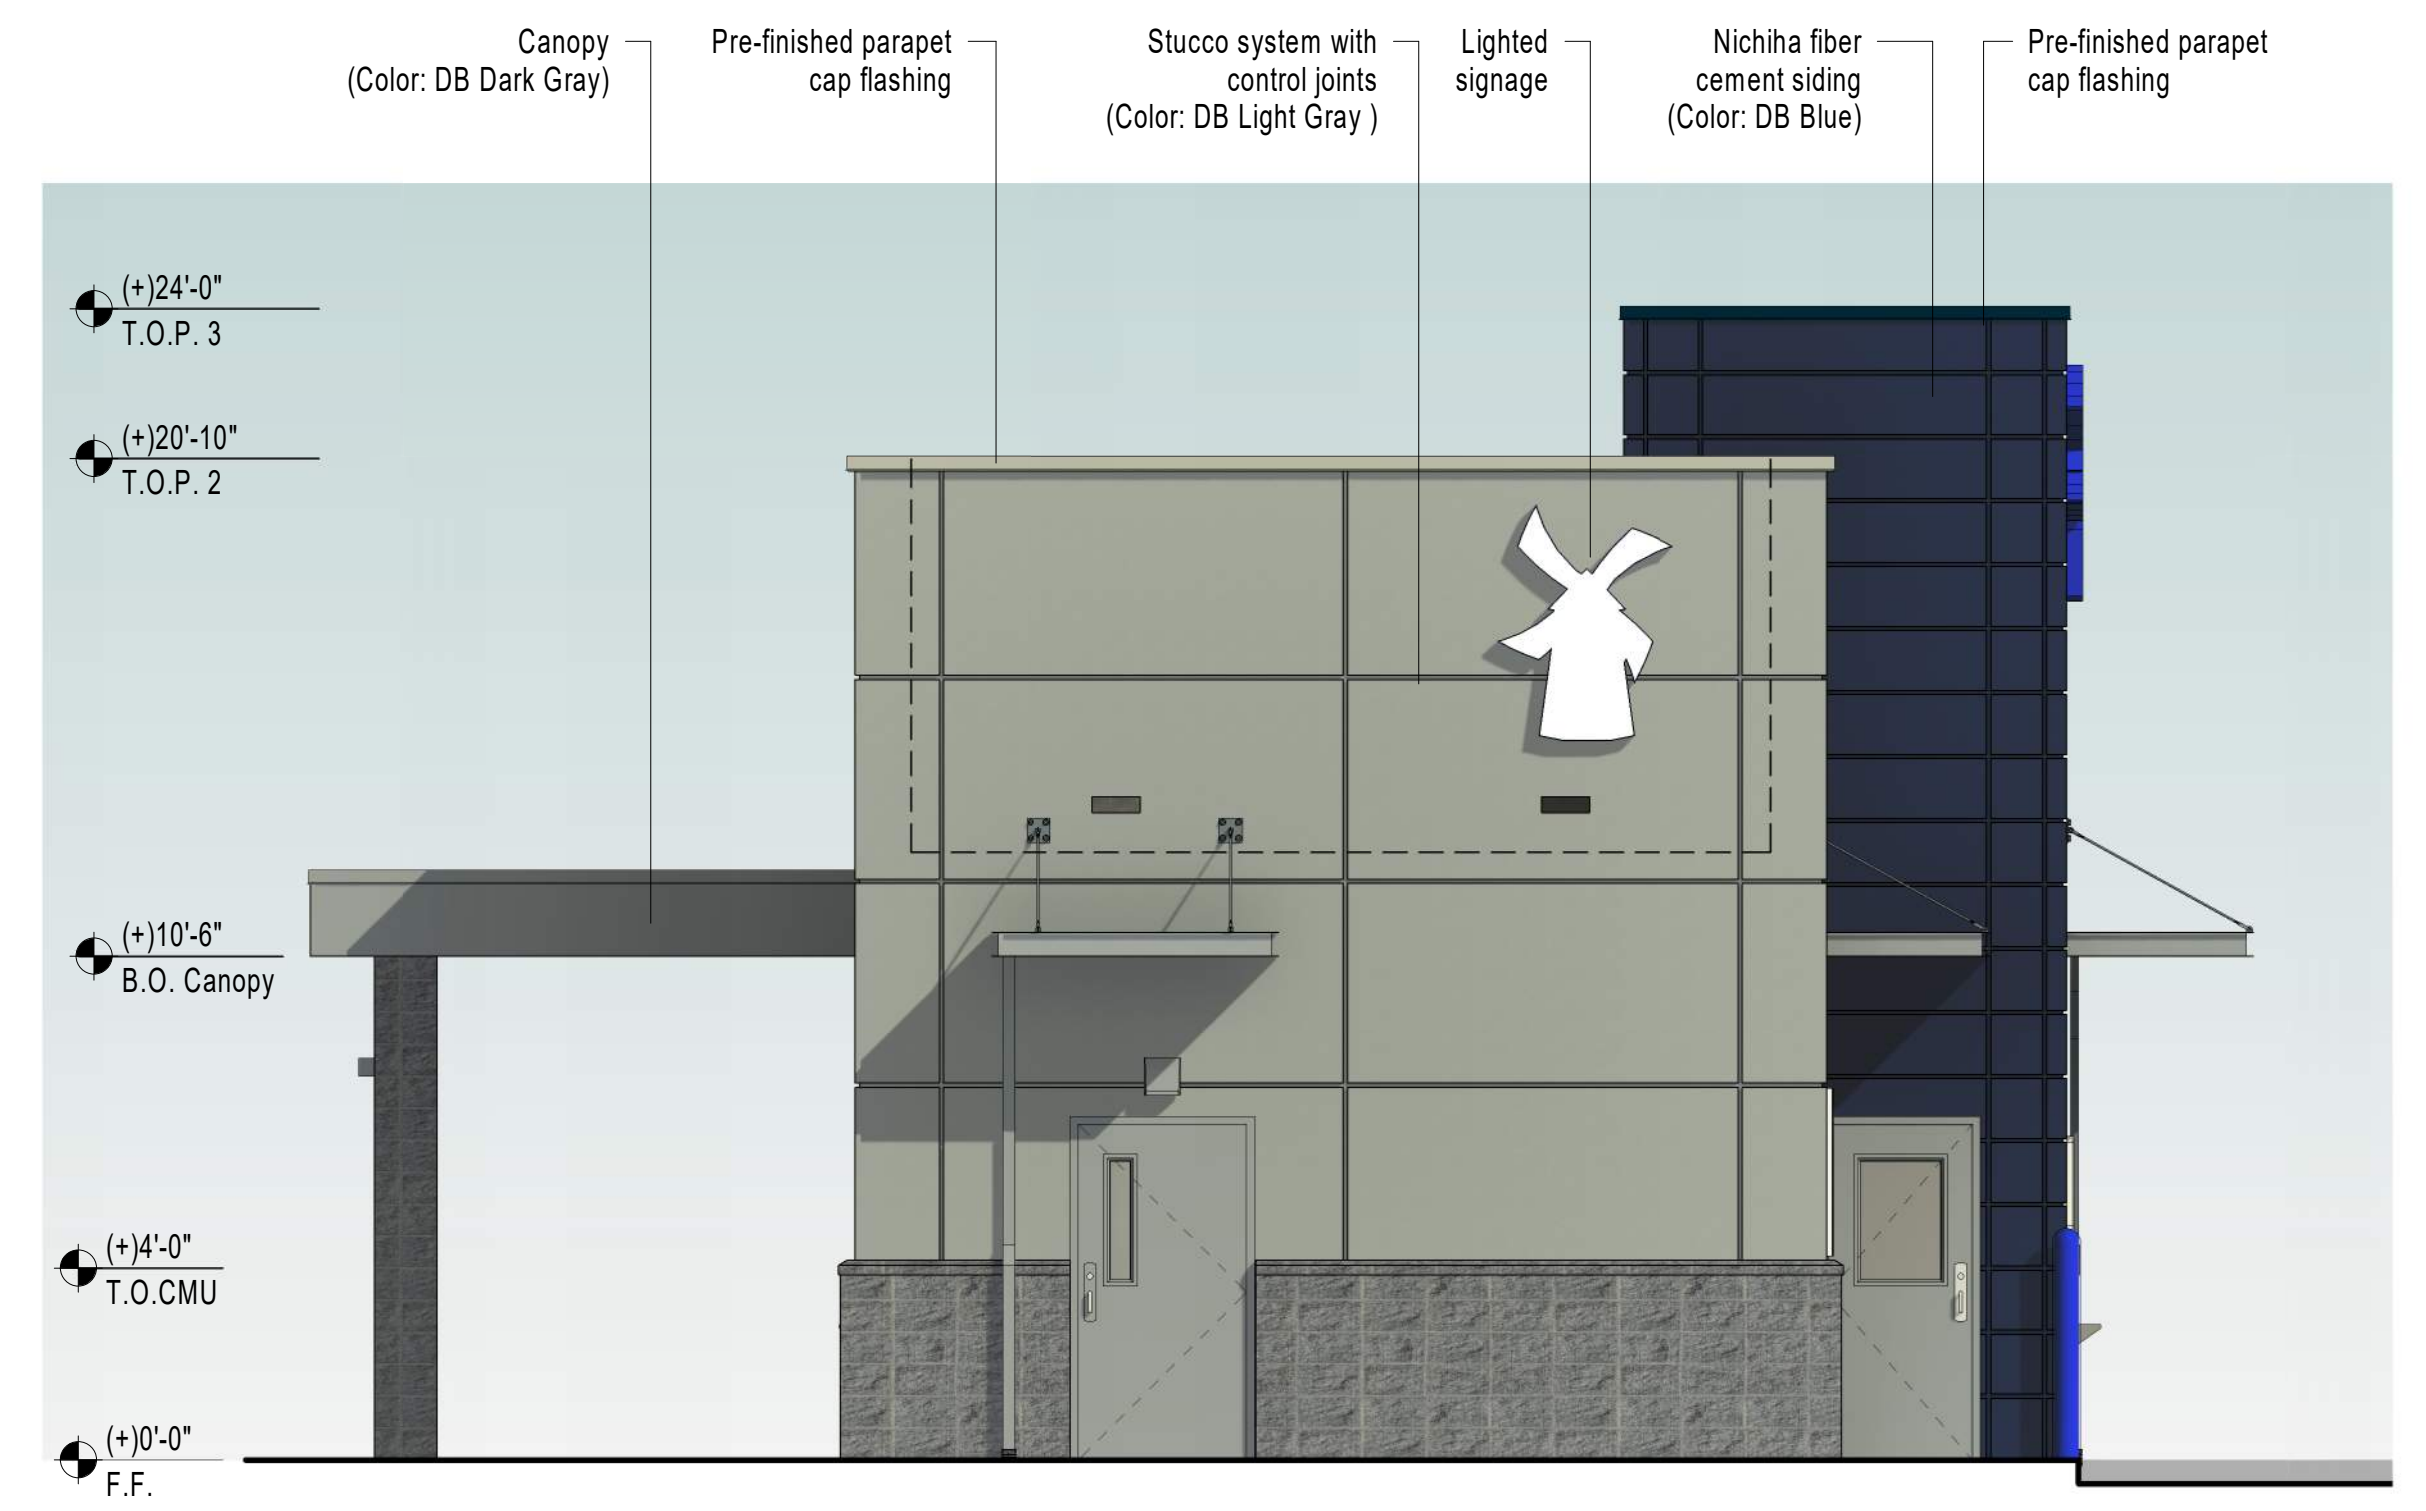 Canopy
(Color: DB Dark Gray)
Pre-finished parapet
cap flashing
Stucco system with
control joints
(Color: DB Light Gray )
Lighted
signage
Nichiha fiber
cement siding
(Color: DB Blue)
Pre-finished parapet
cap flashing
(+)24'-0"
T.O.P. 3
(+)20'-10"
T.O.P. 2
(+)10'-6"
B.O. Canopy
(+)4'-0"
T.O.CMU
(+)0'-0"
F.F.